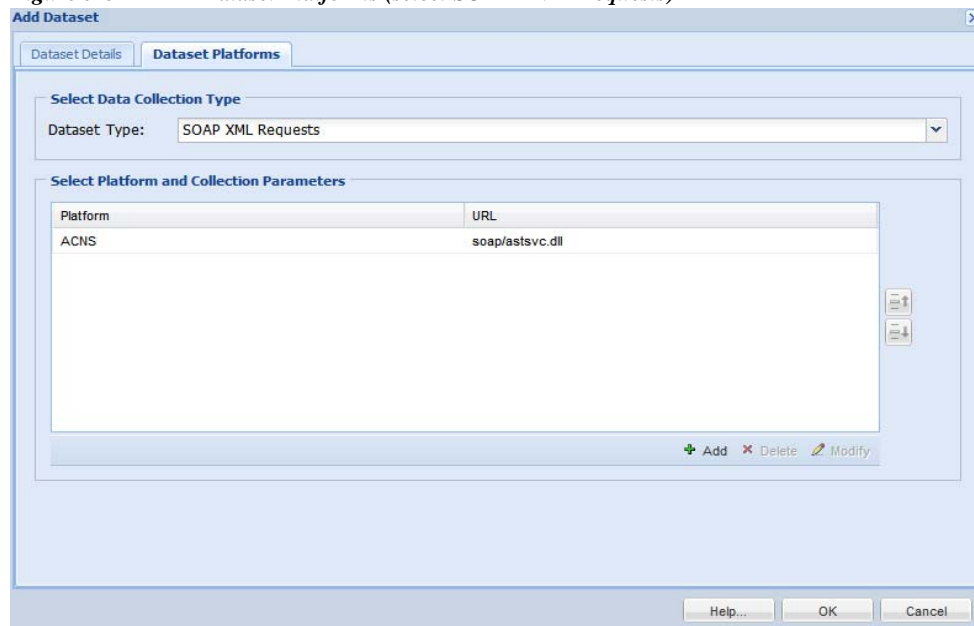 Add Dataset
Dataset Details Dataset Platforms
Select Data Collection Type
Dataset Type: SOAP XML Requests
Select Platform and Collection Parameters
Platform URL
ACNS soap/astsvc.dll
Add Delete Modify
Help... OK Cancel